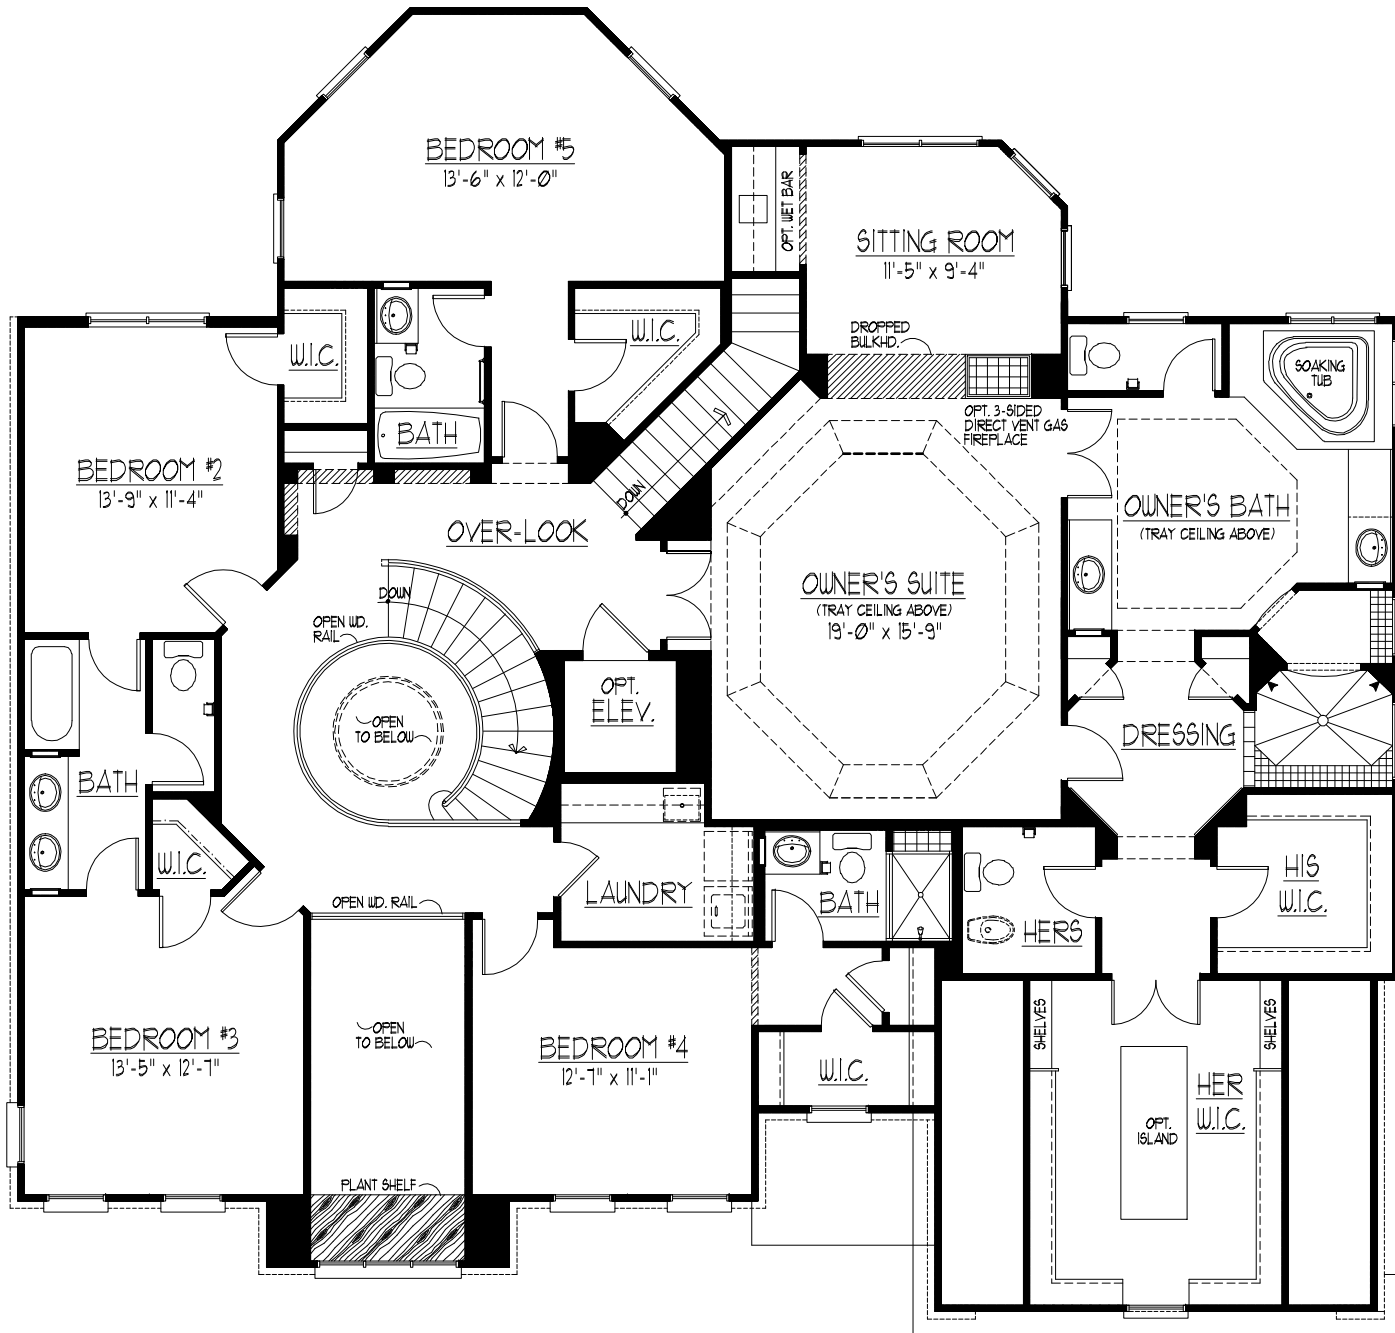 BEDROOM #5
13'-6" x 12'-0"
OPT. WET BAR
SITTING ROOM
11'-5" x 9'-4"
DROPPED
BULKHD.
W.I.C.
W.I.C.
BATH
SOAKING
TUB
OPT. 3-SIDED
DIRECT VENT GAS
FIREPLACE
BEDROOM #2
13'-9" x 11'-4"
DOWN
OVER-LOOK
OWNER'S BATH
(TRAY CEILING ABOVE)
OWNER'S SUITE
(TRAY CEILING ABOVE)
19'-0" x 15'-9"
DOWN
OPEN WD.
RAIL
OPT.
ELEV.
OPEN
TO BELOW
DRESSING
BATH
W.I.C.
LAUNDRY
BATH
HIS
W.I.C.
OPEN WD. RAIL
HERS
BEDROOM #3
13'-5" x 12'-7"
OPEN
TO BELOW
BEDROOM #4
12'-7" x 11'-1"
W.I.C.
SHELVES
SHELVES
HER
W.I.C.
OPT.
ISLAND
PLANT SHELF